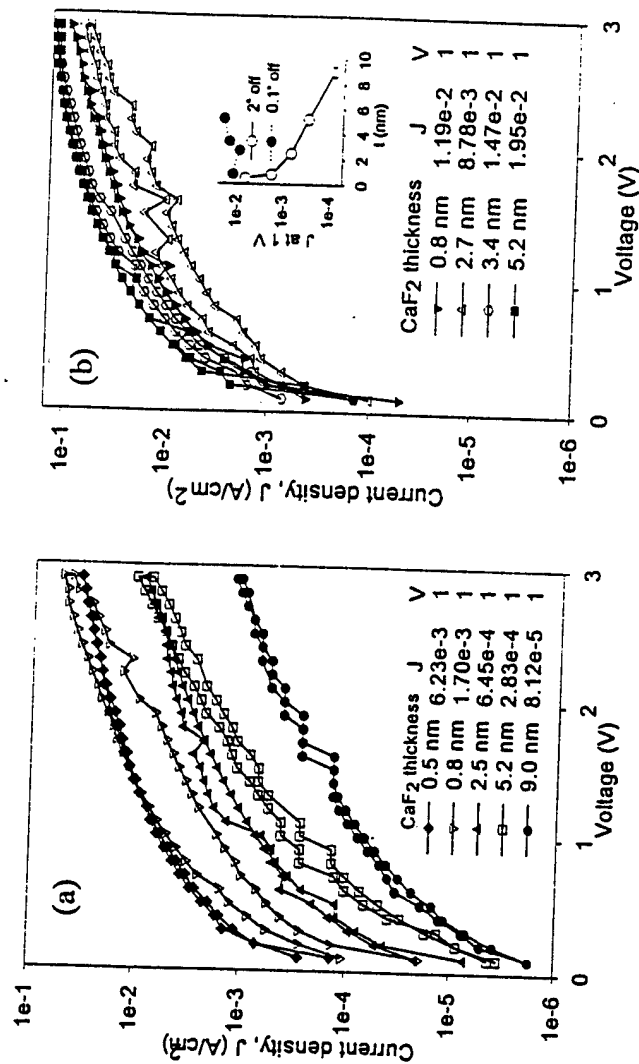 (a)
Current density, J (A/cm²)
1e-1
1e-2
1e-3
1e-4
1e-5
1e-6
0
1
2
3
Voltage (V)
CaF2 thickness J V
0.5 nm 6.23e-3 1
0.8 nm 1.70e-3 1
2.5 nm 6.45e-4 1
5.2 nm 2.83e-4 1
9.0 nm 8.12e-5 1
(b)
Current density, J (A/cm²)
1e-1
1e-2
1e-3
1e-4
1e-5
1e-6
0
1
2
3
Voltage (V)
J at 1 V
1e-2
1e-3
1e-4
2° off
0.1° off
0 2 4 6 8 10
t (nm)
CaF2 thickness J V
0.8 nm 1.19e-2 1
2.7 nm 8.78e-3 1
3.4 nm 1.47e-2 1
5.2 nm 1.95e-2 1